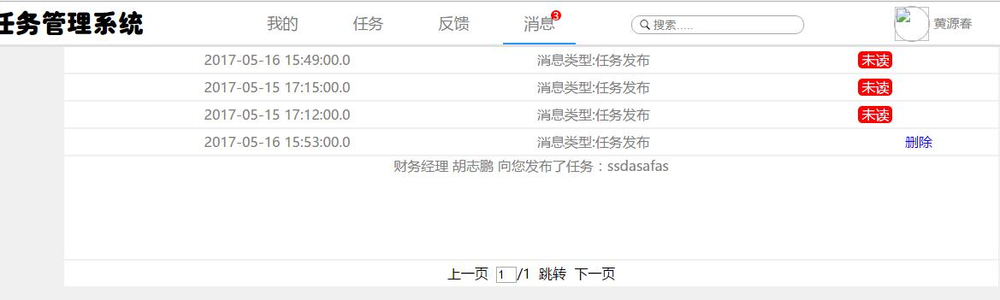 任务管理系统 我的 任务 反馈 消息 3 搜索..... 黄源春
2017-05-16 15:49:00.0 消息类型:任务发布 未读
2017-05-15 17:15:00.0 消息类型:任务发布 未读
2017-05-15 17:12:00.0 消息类型:任务发布 未读
2017-05-16 15:53:00.0 消息类型:任务发布 删除
财务经理 胡志鹏 向您发布了任务：ssdasafas
上一页 1 /1 跳转 下一页